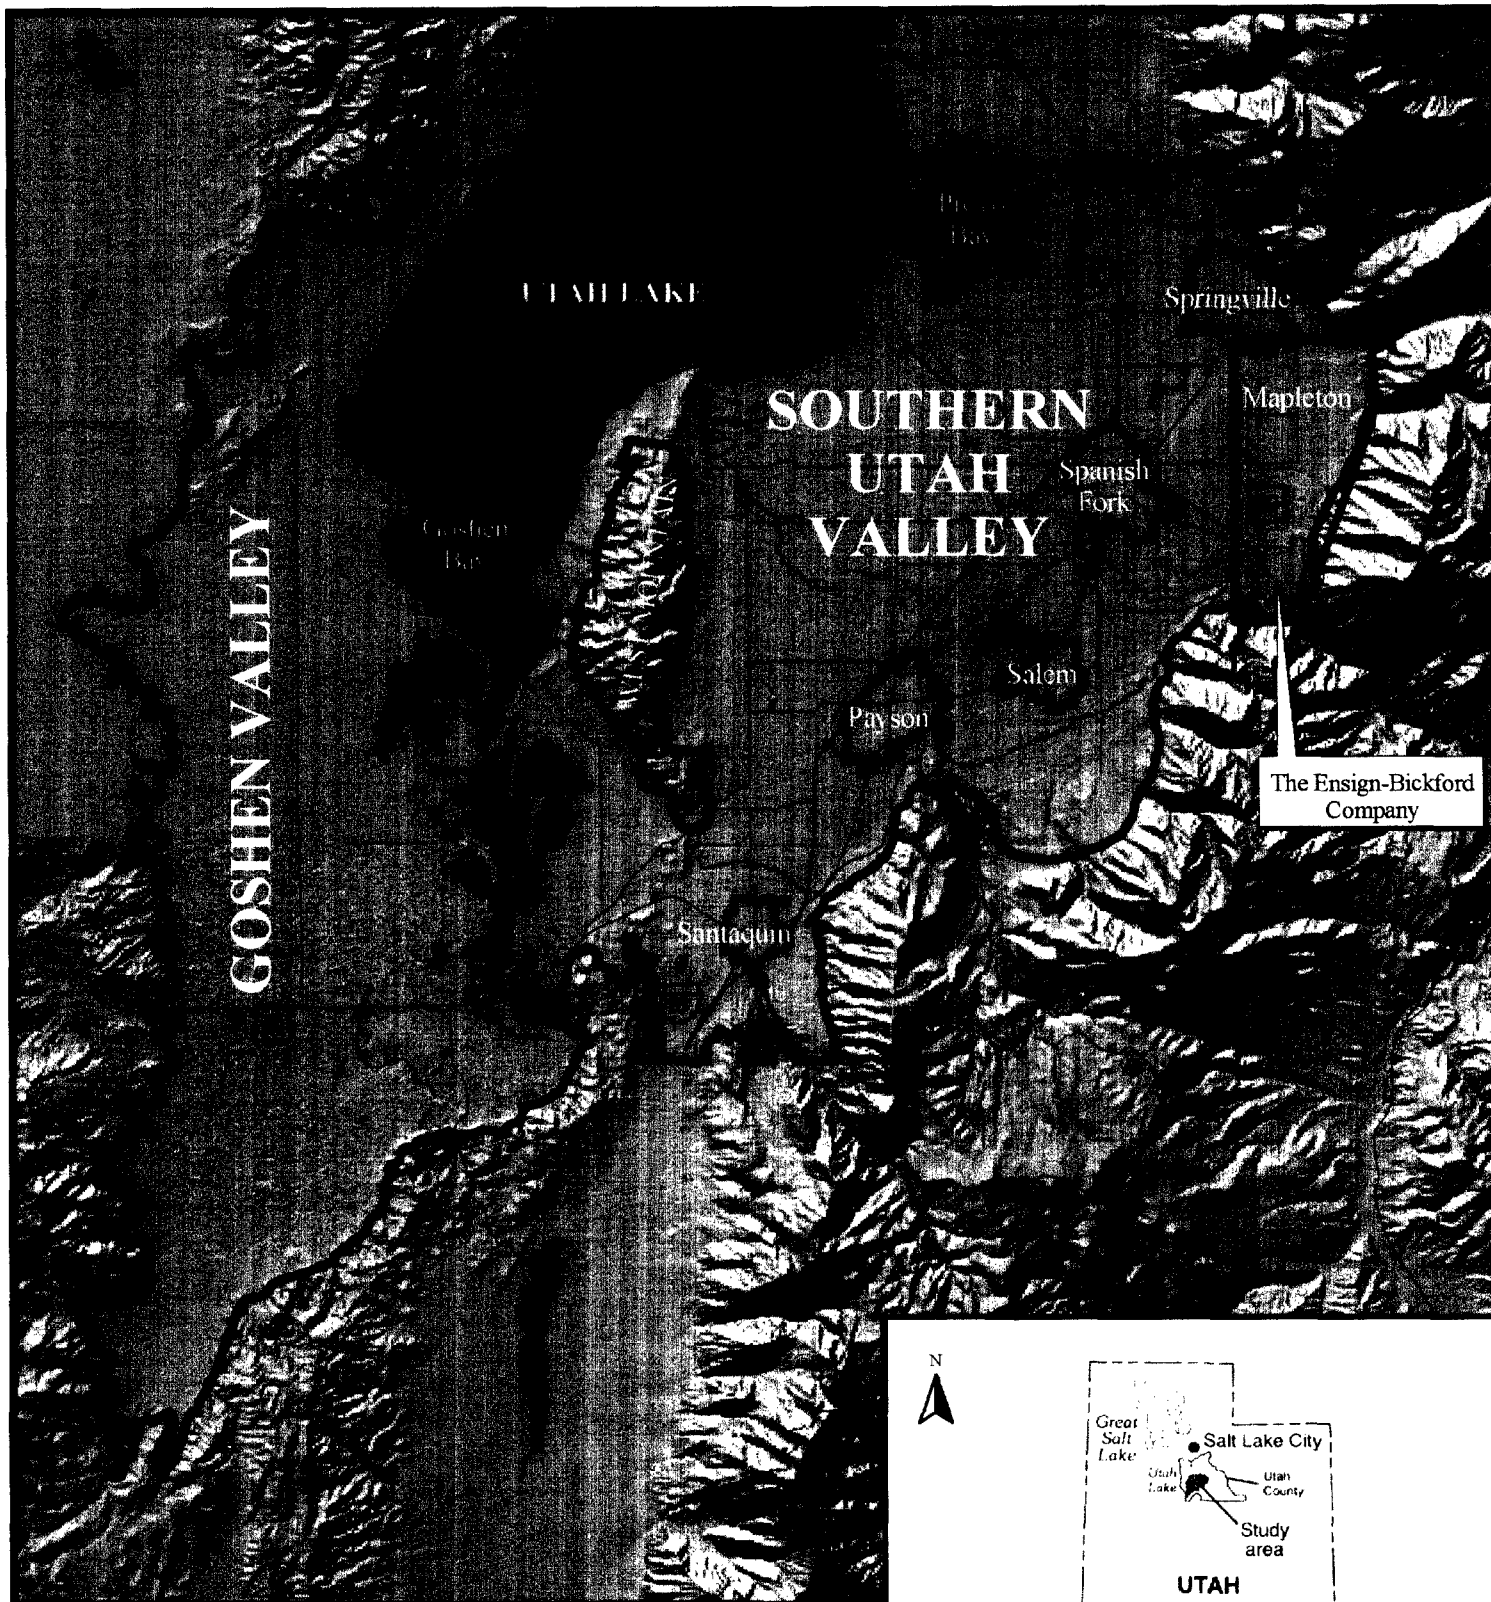 UTAH LAKE
Springville
Mapleton
SOUTHERN
UTAH
VALLEY
Spanish
Fork
Goshen
Bay
GOSHEN VALLEY
Salem
Payson
The Ensign-Bickford
Company
Santaquin
N
Great
Salt
Lake
Salt Lake City
Utah
Lake
Utah
County
Study
area
UTAH